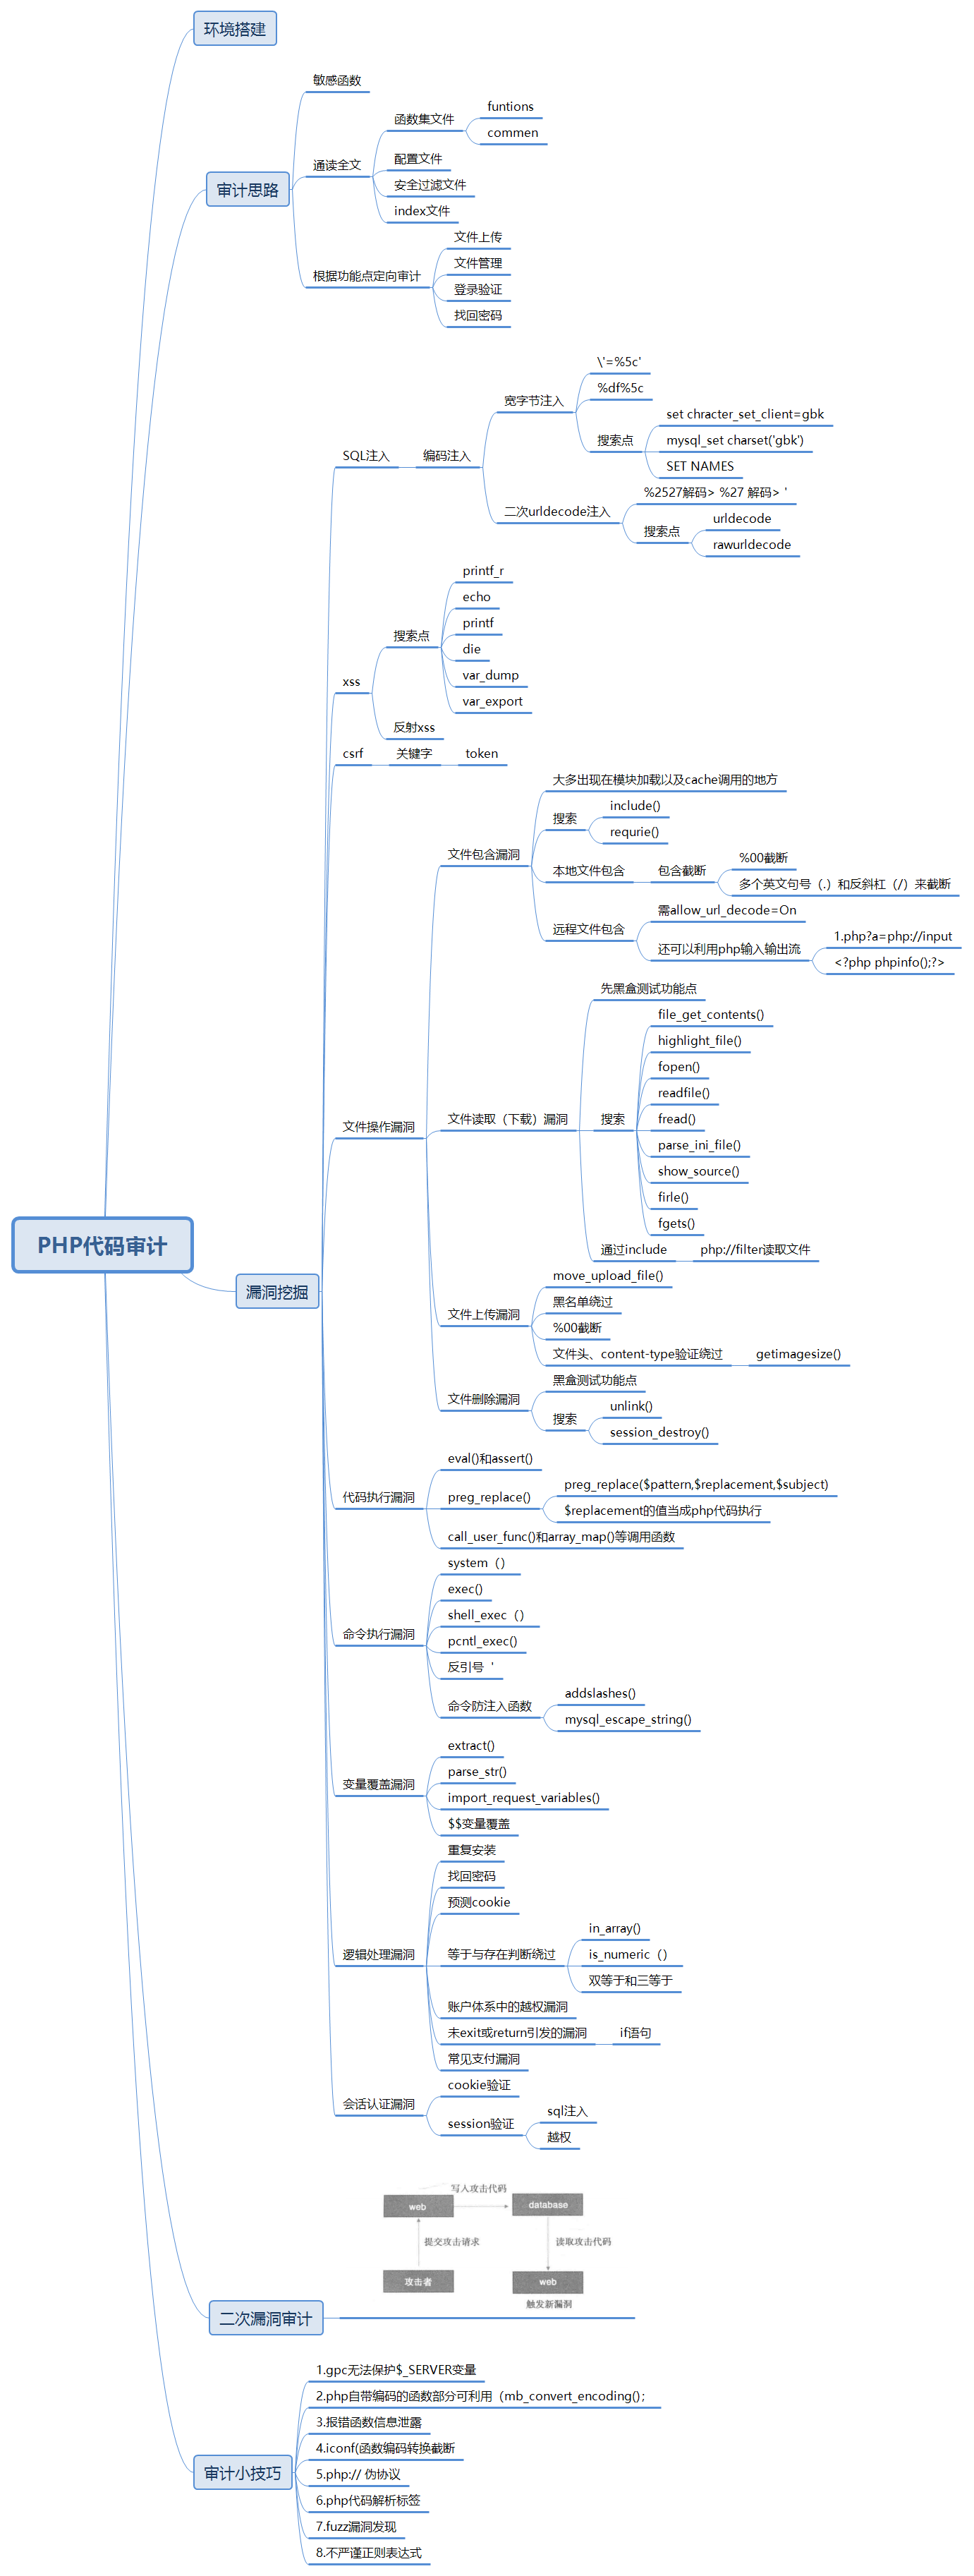 环境搭建
敏感函数
函数集文件
funtions
commen
通读全文
配置文件
安全过滤文件
index文件
审计思路
文件上传
文件管理
根据功能点定向审计
登录验证
找回密码
\'=%5c'
%df%5c
宽字节注入
set chracter_set_client=gbk
搜索点
mysql_set charset('gbk')
SET NAMES
SQL注入
编码注入
%2527解码> %27 解码> '
二次urldecode注入
urldecode
搜索点
rawurldecode
printf_r
echo
printf
搜索点
die
var_dump
var_export
xss
反射xss
csrf
关键字
token
大多出现在模块加载以及cache调用的地方
include()
搜索
requrie()
文件包含漏洞
%00截断
本地文件包含
包含截断
多个英文句号（.）和反斜杠（/）来截断
需allow_url_decode=On
远程文件包含
1.php?a=php://input
还可以利用php输入输出流
<?php phpinfo();?>
先黑盒测试功能点
file_get_contents()
highlight_file()
fopen()
readfile()
文件操作漏洞
文件读取（下载）漏洞
搜索
fread()
parse_ini_file()
show_source()
firle()
fgets()
通过include
php://filter读取文件
PHP代码审计
漏洞挖掘
move_upload_file()
黑名单绕过
文件上传漏洞
%00截断
文件头、content-type验证绕过
getimagesize()
黑盒测试功能点
文件删除漏洞
unlink()
搜索
session_destroy()
eval()和assert()
代码执行漏洞
preg_replace()
preg_replace($pattern,$replacement,$subject)
$replacement的值当成php代码执行
call_user_func()和array_map()等调用函数
system（）
exec()
shell_exec（）
命令执行漏洞
pcntl_exec()
反引号 '
addslashes()
命令防注入函数
mysql_escape_string()
extract()
parse_str()
变量覆盖漏洞
import_request_variables()
$$变量覆盖
重复安装
找回密码
预测cookie
in_array()
逻辑处理漏洞
等于与存在判断绕过
is_numeric（）
双等于和三等于
账户体系中的越权漏洞
未exit或return引发的漏洞
if语句
常见支付漏洞
cookie验证
会话认证漏洞
sql注入
session验证
越权
写入攻击代码
web
database
提交攻击请求
读取攻击代码
攻击者
web
触发新漏洞
二次漏洞审计
1.gpc无法保护$_SERVER变量
2.php自带编码的函数部分可利用（mb_convert_encoding();
3.报错函数信息泄露
4.iconf(函数编码转换截断
审计小技巧
5.php:// 伪协议
6.php代码解析标签
7.fuzz漏洞发现
8.不严谨正则表达式